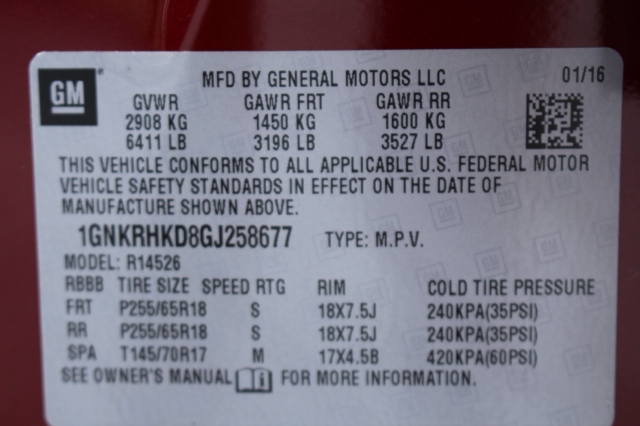 GM MFD BY GENERAL MOTORS LLC 01/16
GVWR GAWR FRT GAWR RR
2908 KG 1450 KG 1600 KG
6411 LB 3196 LB 3527 LB
THIS VEHICLE CONFORMS TO ALL APPLICABLE U.S. FEDERAL MOTOR
VEHICLE SAFETY STANDARDS IN EFFECT ON THE DATE OF
MANUFACTURE SHOWN ABOVE.
1GNKRHKD8GJ258677 TYPE: M.P.V.
MODEL: R14526
RBBB TIRE SIZE SPEED RTG RIM COLD TIRE PRESSURE
FRT P255/65R18 S 18X7.5J 240KPA(35PSI)
RR P255/65R18 S 18X7.5J 240KPA(35PSI)
SPA T145/70R17 M 17X4.5B 420KPA(60PSI)
SEE OWNER'S MANUAL FOR MORE INFORMATION.